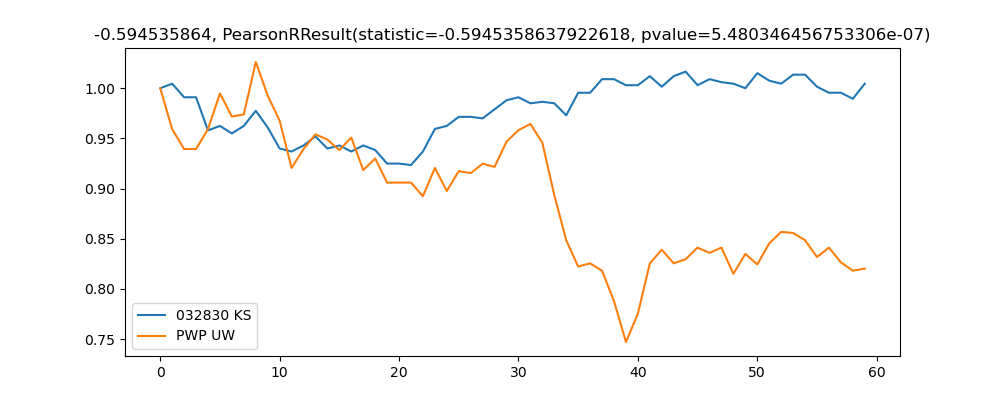 -0.594535864, PearsonRResult(statistic=-0.5945358637922618, pvalue=5.480346456753306e-07)
1.00
0.95
0.90
0.85
0.80
0.75
032830 KS
PWP UW
0 10 20 30 40 50 60